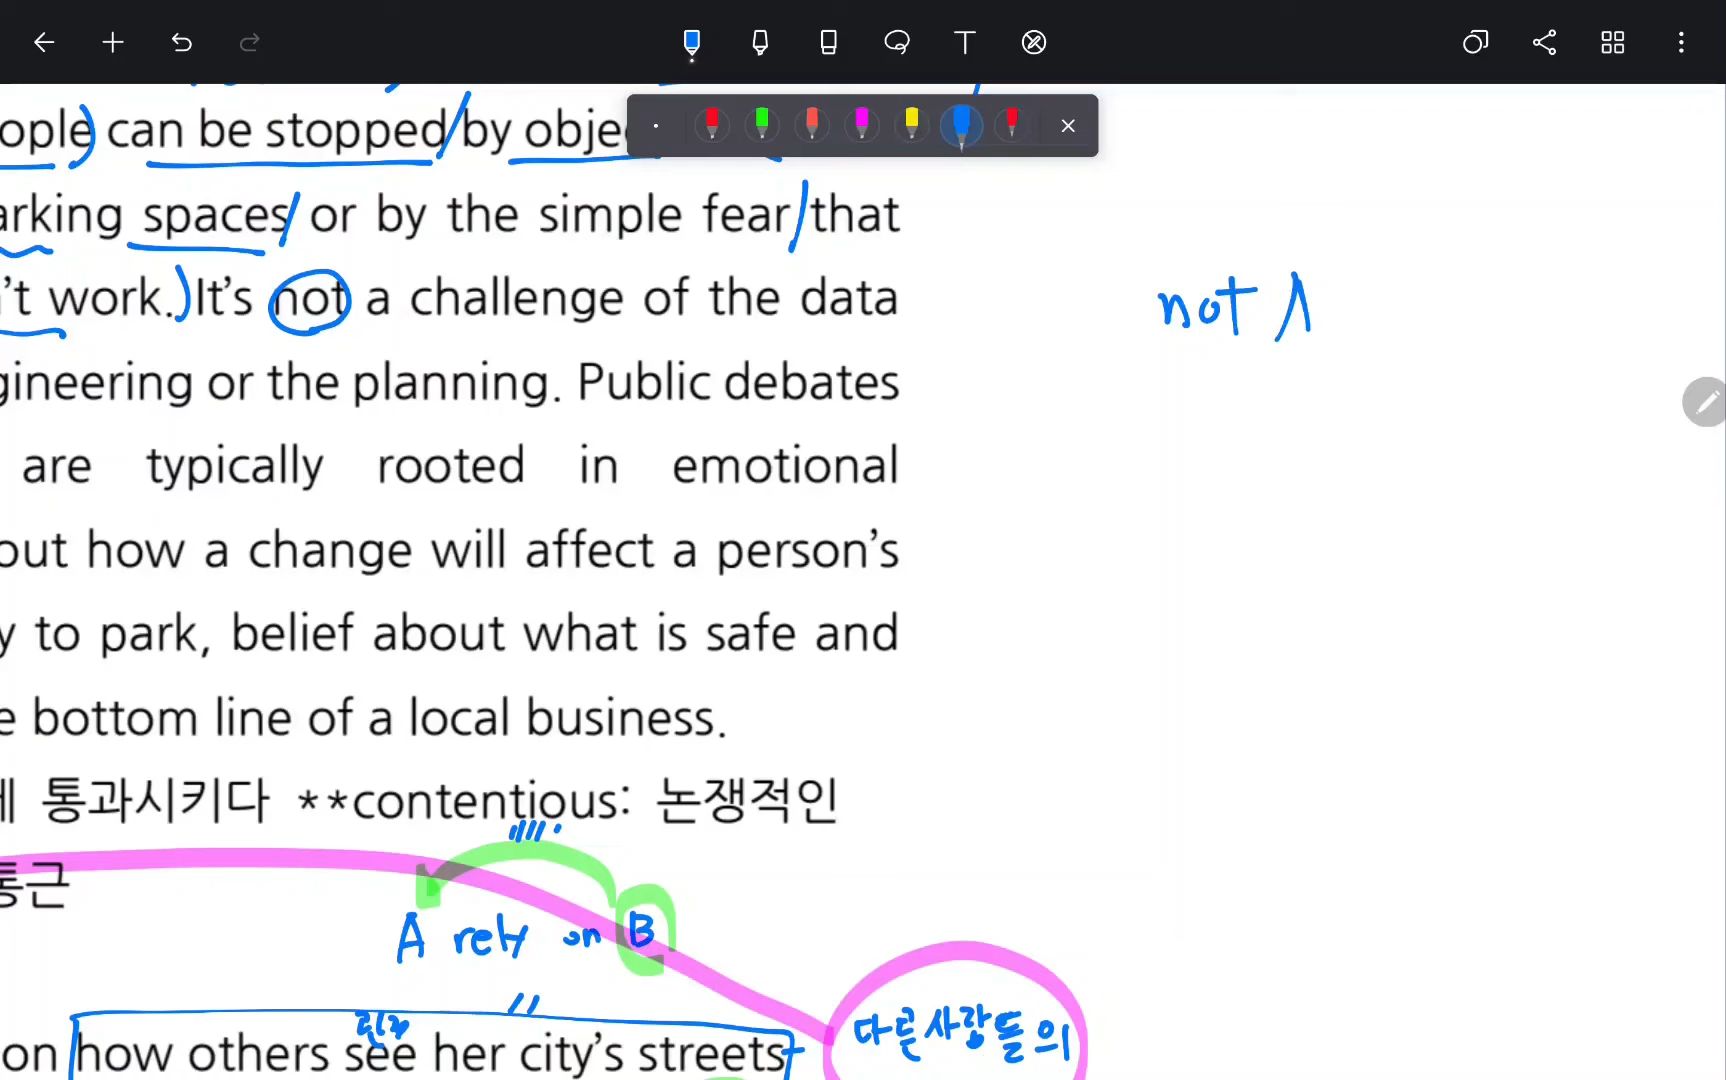 ople) can be stopped/ by obje
arking spaces/ or by the simple fear/ that
't work.) It's not a challenge of the data
gineering or the planning. Public debates
are typically rooted in emotional
out how a change will affect a person's
y to park, belief about what is safe and
e bottom line of a local business.
에 통과시키다 **contentious: 논쟁적인
통근
not
A rely on B
on how others see her city's streets
다른 사람들의